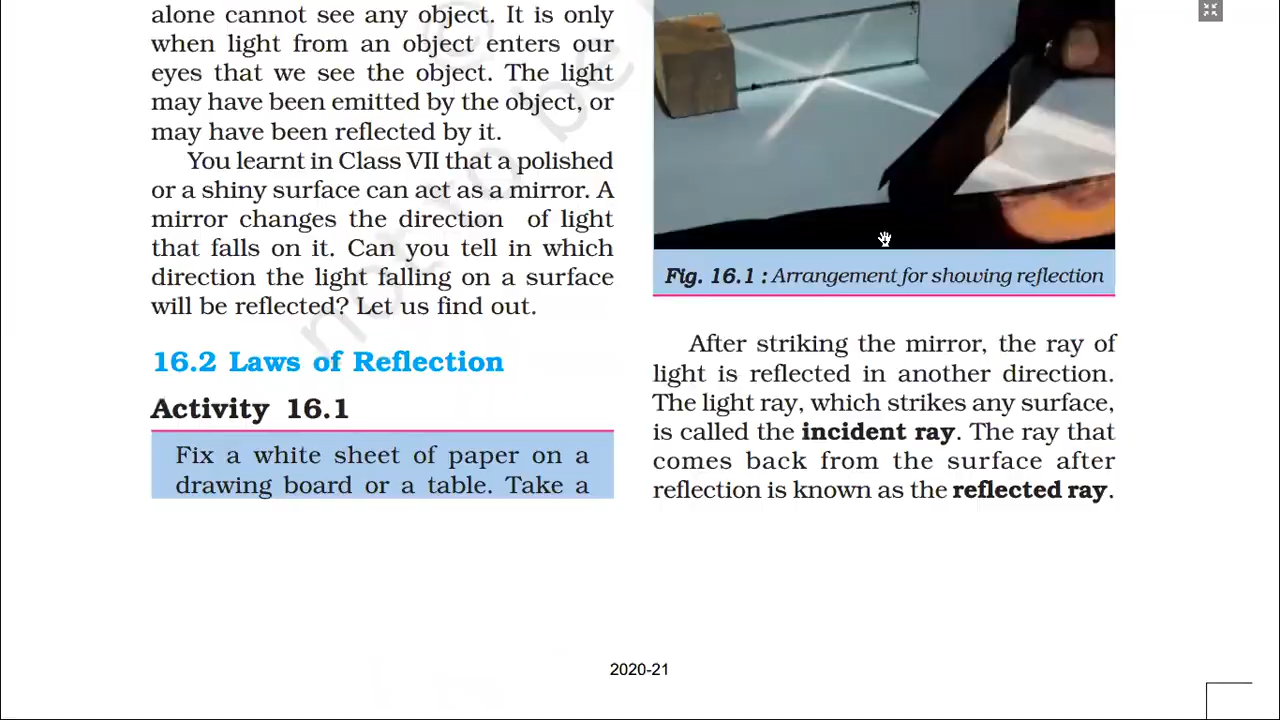 alone cannot see any object. It is only
when light from an object enters our
eyes that we see the object. The light
may have been emitted by the object, or
may have been reflected by it.
You learnt in Class VII that a polished
or a shiny surface can act as a mirror. A
mirror changes the direction of light
that falls on it. Can you tell in which
direction the light falling on a surface
will be reflected? Let us find out.
16.2 Laws of Reflection
Activity 16.1
Fix a white sheet of paper on a
drawing board or a table. Take a
Fig. 16.1 : Arrangement for showing reflection
After striking the mirror, the ray of
light is reflected in another direction.
The light ray, which strikes any surface,
is called the incident ray. The ray that
comes back from the surface after
reflection is known as the reflected ray.
2020-21
© not to be